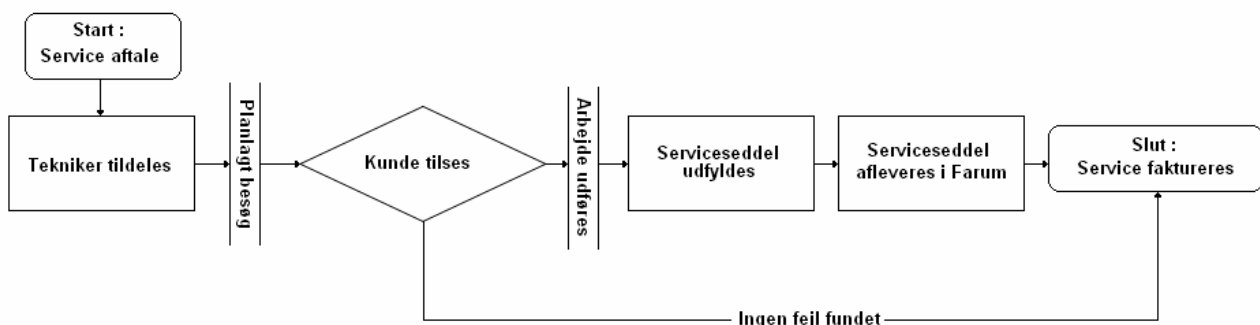 Start :
Service aftale
Tekniker tildeles
Planlagt besøg
Kunde tilses
Arbejde udføres
Serviceseddel
udfyldes
Serviceseddel
afleveres i Farum
Slut :
Service faktureres
Ingen fejl fundet